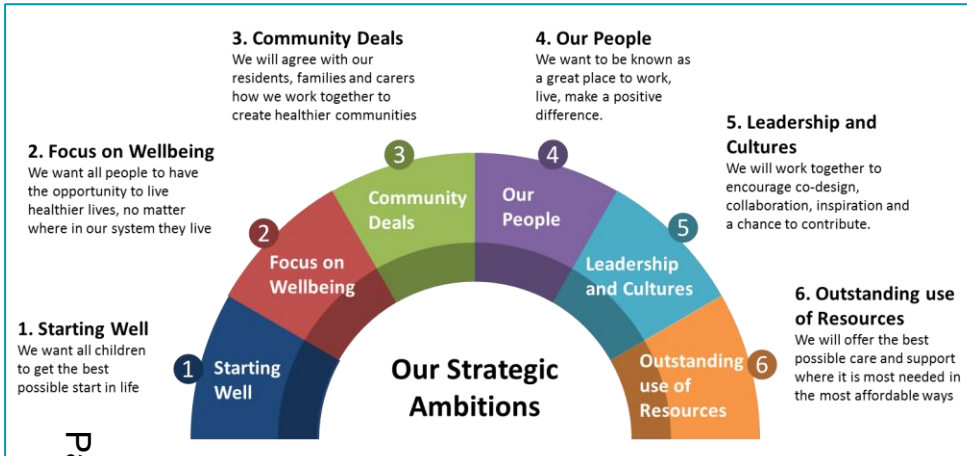 1. Starting Well
We want all children
to get the best
possible start in life
2. Focus on Wellbeing
We want all people to have
the opportunity to live
healthier lives, no matter
where in our system they live
3. Community Deals
We will agree with our
residents, families and carers
how we work together to
create healthier communities
4. Our People
We want to be known as
a great place to work,
live, make a positive
difference.
5. Leadership and
Cultures
We will work together to
encourage co-design,
collaboration, inspiration and
a chance to contribute.
6. Outstanding use
of Resources
We will offer the best
possible care and support
where it is most needed in
the most affordable ways
1
Starting
Well
2
Focus on
Wellbeing
3
Community
Deals
4
Our
People
5
Leadership
and Cultures
6
Outstanding
use of
Resources
Our Strategic
Ambitions